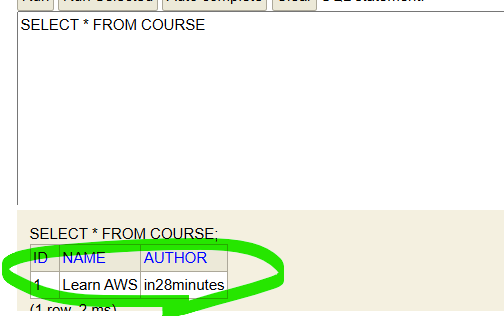 Run Run Selected Auto complete Clear SQL statement:
SELECT * FROM COURSE
SELECT * FROM COURSE;
ID NAME AUTHOR
1 Learn AWS in28minutes
(1 row, 2 ms)